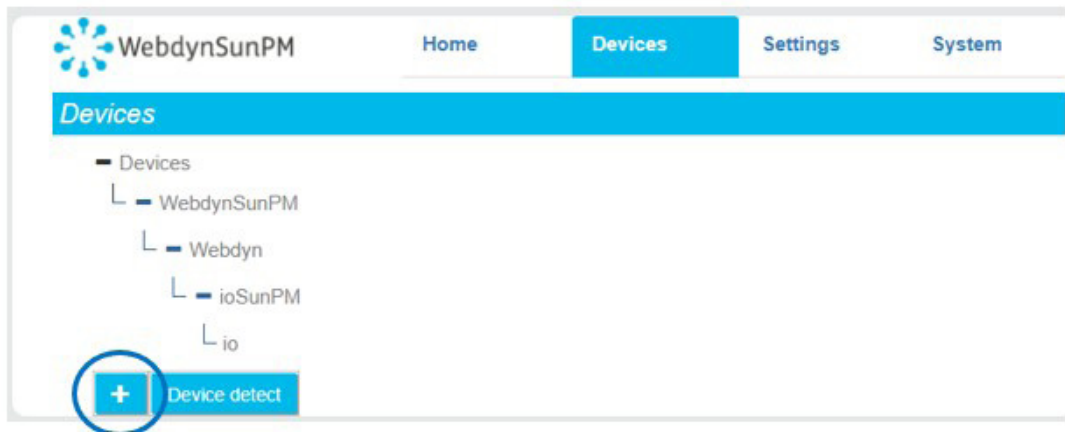 WebdynSunPM Home Devices Settings System
Devices
Devices
WebdynSunPM
Webdyn
ioSunPM
io
+ Device detect